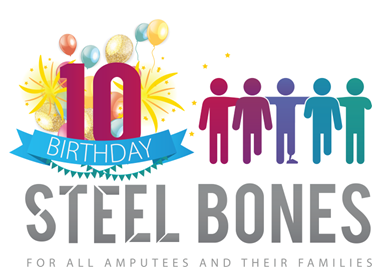 10
BIRTHDAY
STEEL BONES
FOR ALL AMPUTEES AND THEIR FAMILIES